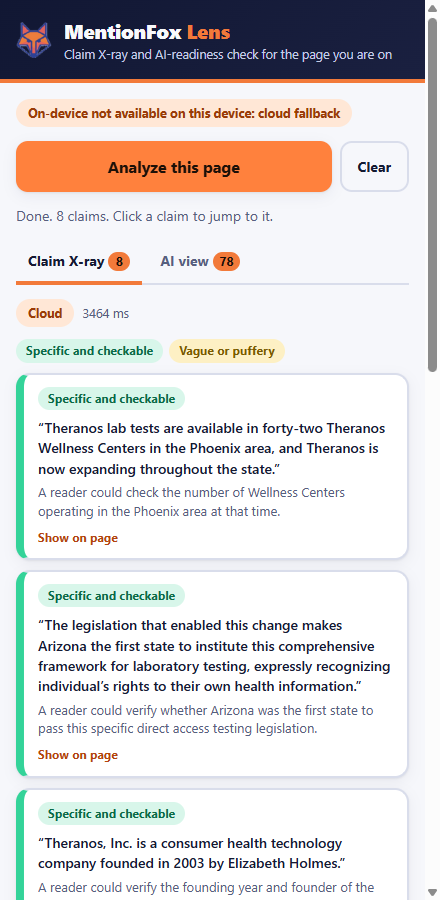 MentionFox Lens
Claim X-ray and AI-readiness check for the page you are on
On-device not available on this device: cloud fallback
Analyze this page
Clear
Done. 8 claims. Click a claim to jump to it.
Claim X-ray 8
AI view 78
Cloud 3464 ms
Specific and checkable
Vague or puffery
Specific and checkable
“Theranos lab tests are available in forty-two Theranos
Wellness Centers in the Phoenix area, and Theranos is
now expanding throughout the state.”
A reader could check the number of Wellness Centers
operating in the Phoenix area at that time.
Show on page
Specific and checkable
“The legislation that enabled this change makes
Arizona the first state to institute this comprehensive
framework for laboratory testing, expressly recognizing
individual’s rights to their own health information.”
A reader could verify whether Arizona was the first state to
pass this specific direct access testing legislation.
Show on page
Specific and checkable
“Theranos, Inc. is a consumer health technology
company founded in 2003 by Elizabeth Holmes.”
A reader could verify the founding year and founder of the